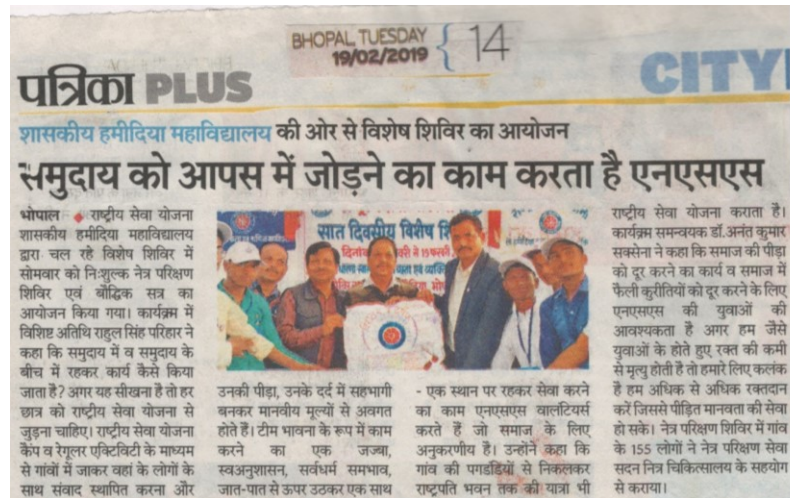 BHOPAL, TUESDAY
19/02/2019
14
पत्रिका PLUS
CITY
शासकीय हमीदिया महाविद्यालय की ओर से विशेष शिविर का आयोजन
समुदाय को आपस में जोड़ने का काम करता है एनएसएस
भोपाल राष्ट्रीय सेवा योजना
शासकीय हमीदिया महाविद्यालय
द्वारा चल रहे विशेष शिविर में
सोमवार को निःशुल्क नेत्र परिक्षण
शिविर एवं बौद्धिक सत्र का
आयोजन किया गया। कार्यक्रम में
विशिष्ट अतिथि राहुल सिंह परिहार ने
कहा कि समुदाय में व समुदाय के
बीच में रहकर कार्य कैसे किया
जाता है? अगर यह सीखना है तो हर
छात्र को राष्ट्रीय सेवा योजना से
जुड़ना चाहिए। राष्ट्रीय सेवा योजना
कैंप व रैगूलर एक्टिविटी के माध्यम
से गांवों में जाकर वहां के लोगों के
साथ संवाद स्थापित करना और
सात दिवसीय विशेष शि
उनकी पीड़ा, उनके दर्द में सहभागी
बनकर मानवीय मूल्यों से अवगत
होते हैं। टीम भावना के रूप में काम
करने का एक जज्बा,
स्वअनुशासन, सर्वधर्म समभाव,
जात-पात से ऊपर उठकर एक साथ
- एक स्थान पर रहकर सेवा करने
का काम एनएसएस वालंटियर्स
करते हैं जो समाज के लिए
अनुकरणीय है। उन्होंने कहा कि
गांव की पगडंडियों से निकलकर
राष्ट्रपति भवन तक की यात्रा भी
राष्ट्रीय सेवा योजना कराता है।
कार्यक्रम समन्वयक डॉ. अनंत कुमार
सक्सेना ने कहा कि समाज की पीड़ा
को दूर करने का कार्य व समाज में
फैली कुरीतियों को दूर करने के लिए
एनएसएस की युवाओं की
आवश्यकता है अगर हम जैसे
युवाओं के होते हुए रक्त की कमी
से मृत्यु होती है तो हमारे लिए कलंक
है हम अधिक से अधिक रक्तदान
करें जिससे पीड़ित मानवता की सेवा
हो सके। नेत्र परिक्षण शिविर में गांव
के 155 लोगों ने नेत्र परिक्षण सेवा
सदन नित्र चिकित्सालय के सहयोग
से कराया।